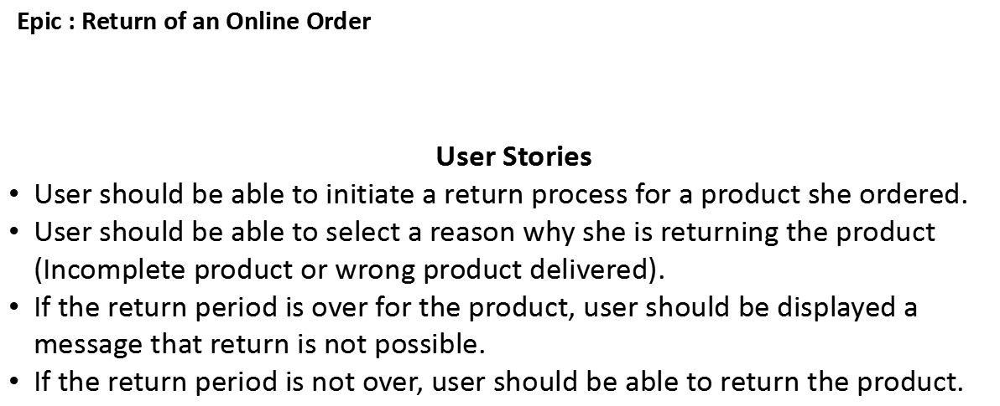 Epic : Return of an Online Order
User Stories
• User should be able to initiate a return process for a product she ordered.
• User should be able to select a reason why she is returning the product
(Incomplete product or wrong product delivered).
• If the return period is over for the product, user should be displayed a
message that return is not possible.
• If the return period is not over, user should be able to return the product.